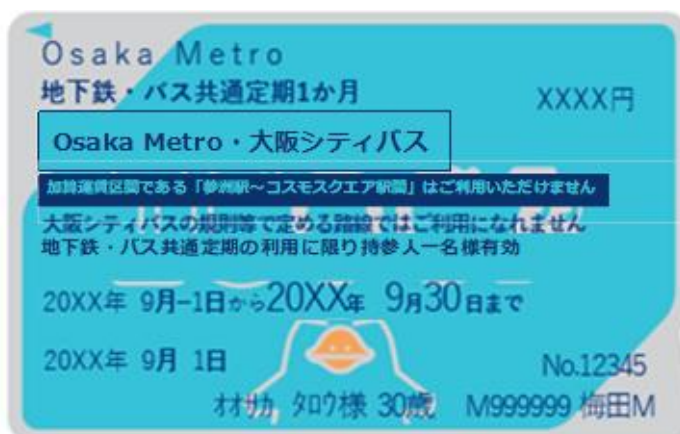 Osaka Metro
地下鉄・バス共通定期1か月
XXXX円
Osaka Metro・大阪シティバス
加算運賃区間である「夢洲駅～コスモスクエア駅間」はご利用いただけません
大阪シティバスの規則等で定める路線ではご利用になれません
地下鉄・バス共通定期の利用に限り持参人一名様有効
20XX年 9月-1日から20XX年 9月30日まで
20XX年 9月 1日
No.12345
オオサカ タロウ様 30歳 M999999 梅田M